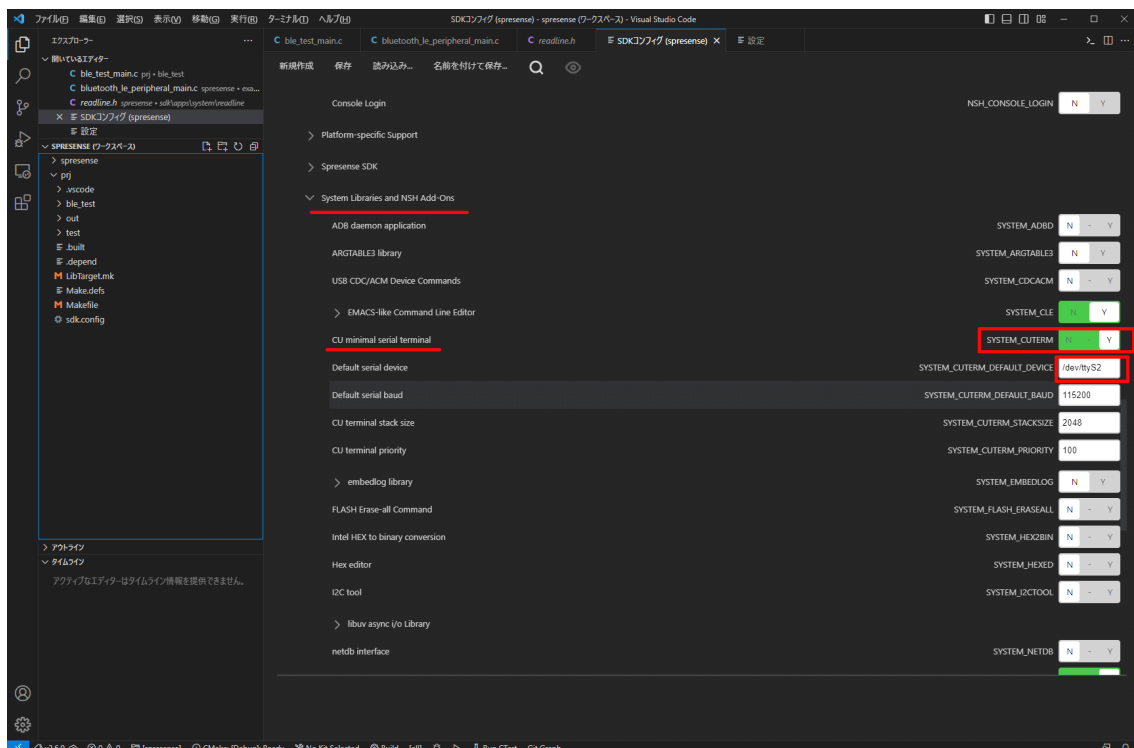 ファイル(F) 編集(E) 選択(S) 表示(V) 移動(G) 実行(R) ターミナル(T) ヘルプ(H) SDKコンフィグ (spresense) - spresense (ワークスペース) - Visual Studio Code
エクスプローラー ...
開いているエディター
C ble_test_main.c prj • ble_test
C bluetooth_le_peripheral_main.c spresense • exa...
C readline.h spresense • sdk\apps\system\readline
SDKコンフィグ (spresense)
設定
SPRESENSE (ワークスペース)
spresense
prj
.vscode
ble_test
out
test
.built
.depend
M LibTarget.mk
Make.defs
M Makefile
sdk.config
アウトライン
タイムライン
アクティブなエディターはタイムライン情報を提供できません。
C ble_test_main.c C bluetooth_le_peripheral_main.c C readline.h SDKコンフィグ (spresense) 設定
新規作成 保存 読み込み... 名前を付けて保存...
Console Login NSH_CONSOLE_LOGIN N Y
Platform-specific Support
Spresense SDK
System Libraries and NSH Add-Ons
ADB daemon application SYSTEM_ADBD N - Y
ARGTABLE3 library SYSTEM_ARGTABLE3 N Y
USB CDC/ACM Device Commands SYSTEM_CDCACM N - Y
EMACS-like Command Line Editor SYSTEM_CLE N Y
CU minimal serial terminal SYSTEM_CUTERM N - Y
Default serial device SYSTEM_CUTERM_DEFAULT_DEVICE /dev/ttyS2
Default serial baud SYSTEM_CUTERM_DEFAULT_BAUD 115200
CU terminal stack size SYSTEM_CUTERM_STACKSIZE 2048
CU terminal priority SYSTEM_CUTERM_PRIORITY 100
embedlog library SYSTEM_EMBEDLOG N Y
FLASH Erase-all Command SYSTEM_FLASH_ERASEALL N - Y
Intel HEX to binary conversion SYSTEM_HEX2BIN N - Y
Hex editor SYSTEM_HEXED N - Y
I2C tool SYSTEM_I2CTOOL N - Y
libuv async i/o Library
netdb interface SYSTEM_NETDB N - Y